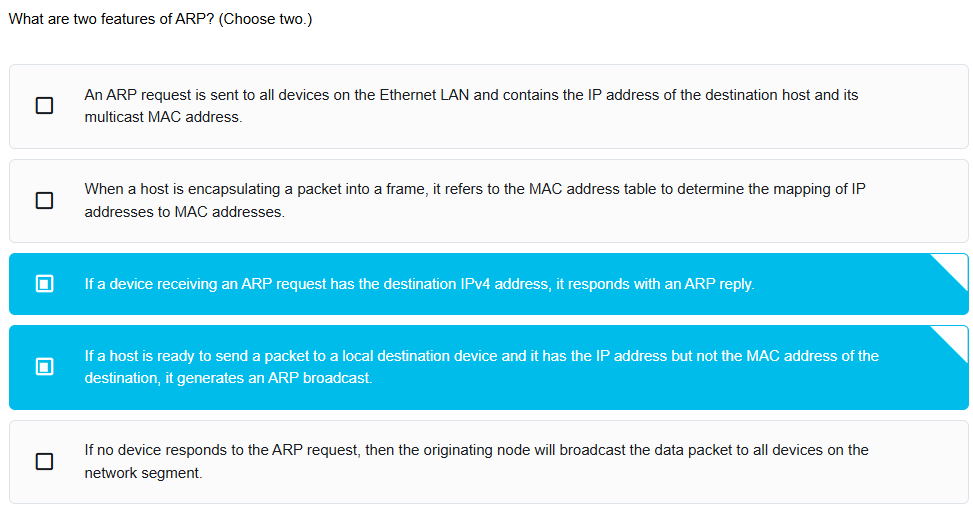 What are two features of ARP? (Choose two.)
An ARP request is sent to all devices on the Ethernet LAN and contains the IP address of the destination host and its
multicast MAC address.
When a host is encapsulating a packet into a frame, it refers to the MAC address table to determine the mapping of IP
addresses to MAC addresses.
If a device receiving an ARP request has the destination IPv4 address, it responds with an ARP reply.
If a host is ready to send a packet to a local destination device and it has the IP address but not the MAC address of the
destination, it generates an ARP broadcast.
If no device responds to the ARP request, then the originating node will broadcast the data packet to all devices on the
network segment.